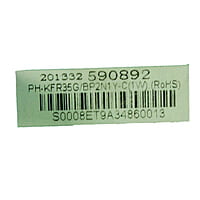 201332 590892
PH-KFR35G/BP2N1Y-C(1W).(RoHS)
S0008ET9A34860013